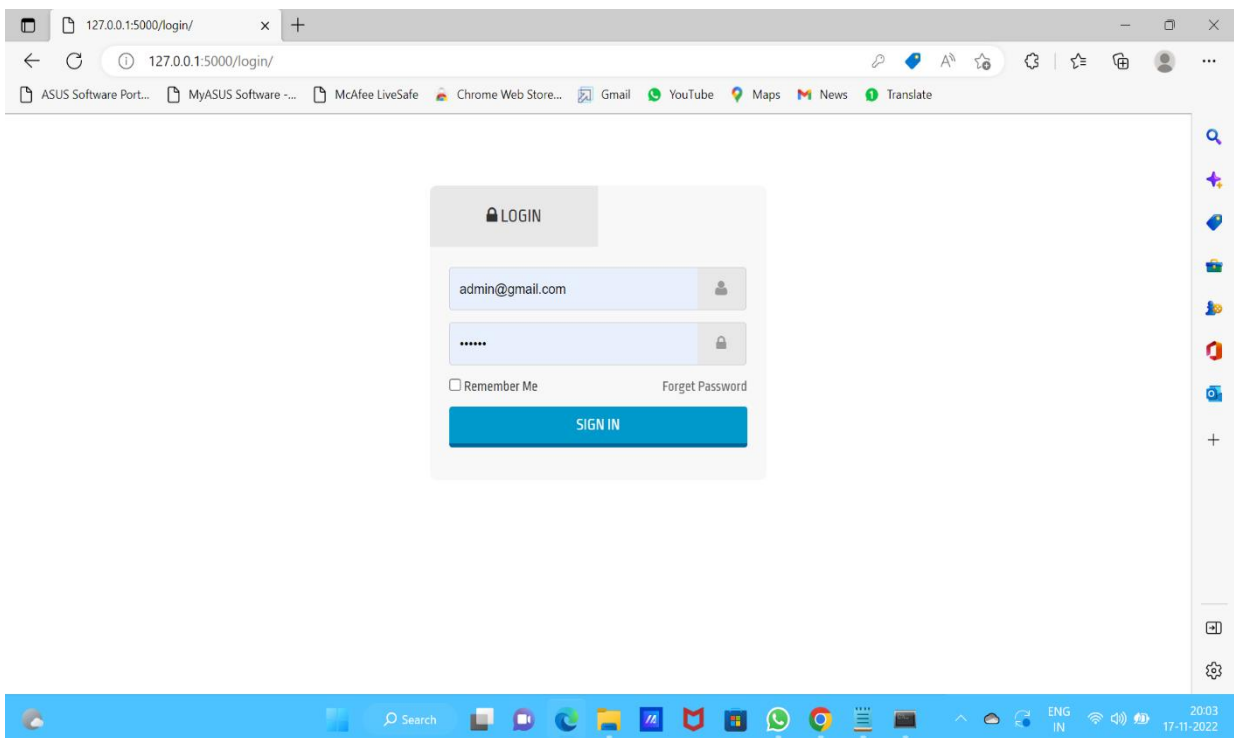 127.0.0.1:5000/login/
127.0.0.1:5000/login/
ASUS Software Port... MyASUS Software -... McAfee LiveSafe Chrome Web Store... Gmail YouTube Maps News Translate
LOGIN
admin@gmail.com
••••••
Remember Me Forget Password
SIGN IN
Search
ENG
IN
20:03
17-11-2022